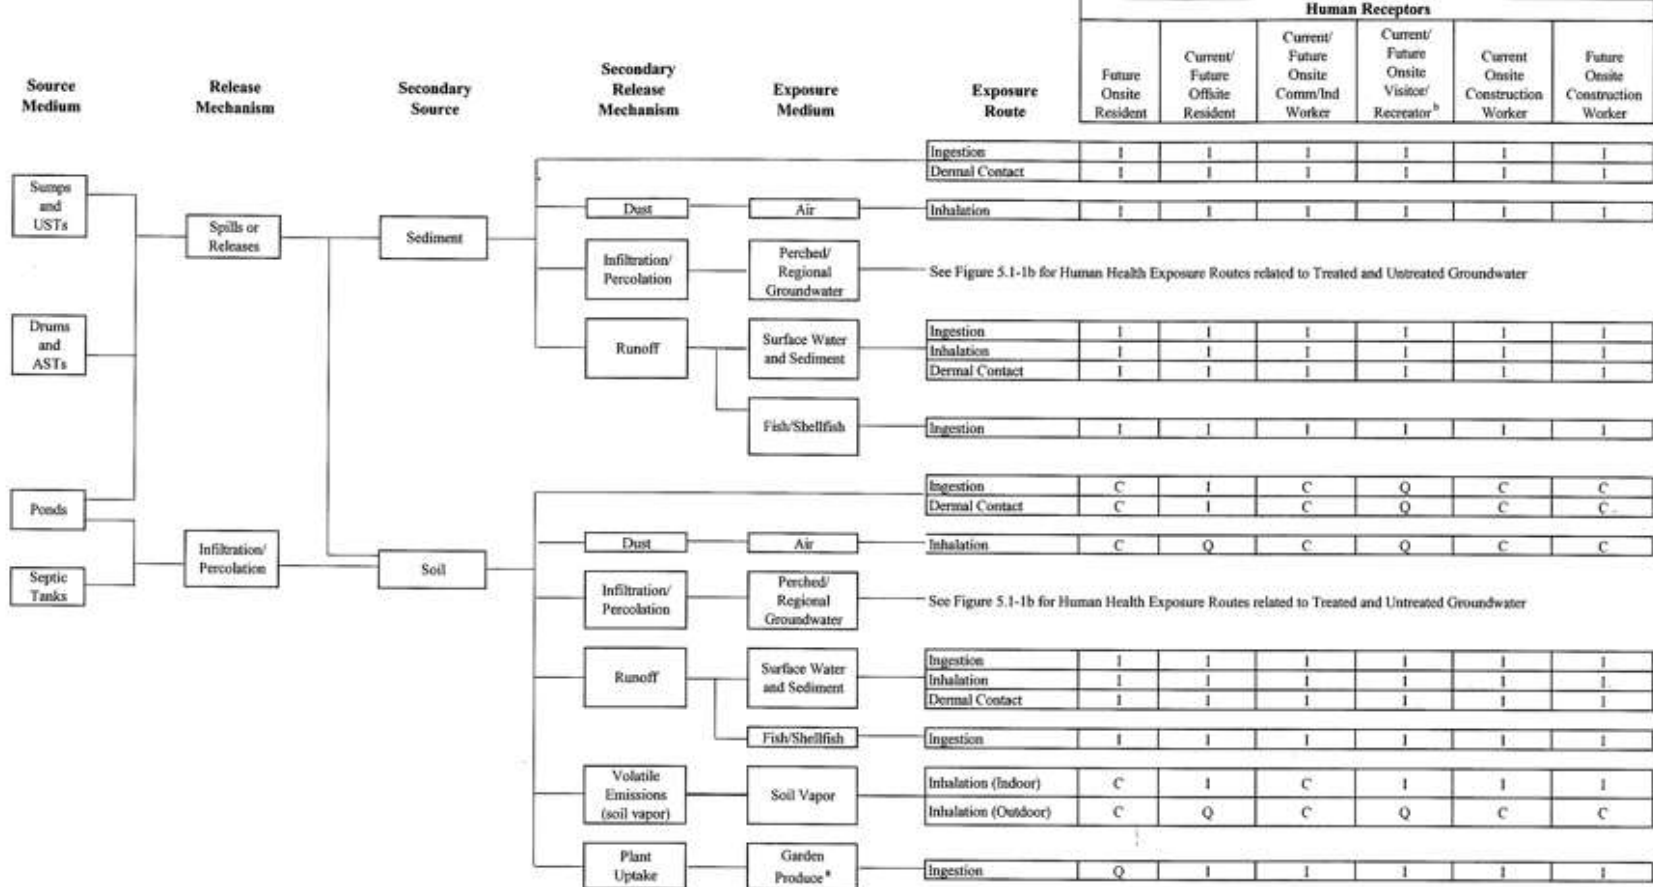 Human Receptors
Source
Medium
Release
Mechanism
Secondary
Source
Secondary
Release
Mechanism
Exposure
Medium
Exposure
Route
Future
Onsite
Resident
Current/
Future
Offsite
Resident
Current/
Future
Onsite
Comm/Ind
Worker
Current/
Future
Onsite
Visitor/
Recreator b
Current
Onsite
Construction
Worker
Future
Onsite
Construction
Worker
Sumps
and
USTs
Drums
and
ASTs
Ponds
Septic
Tanks
Spills or
Releases
Infiltration/
Percolation
Sediment
Soil
Ingestion I I I I I I
Dermal Contact I I I I I I
Dust Air Inhalation I I I I I I
Infiltration/
Percolation
Perched/
Regional
Groundwater
See Figure 5.1-1b for Human Health Exposure Routes related to Treated and Untreated Groundwater
Runoff
Surface Water
and Sediment
Ingestion I I I I I I
Inhalation I I I I I I
Dermal Contact I I I I I I
Fish/Shellfish Ingestion I I I I I I
Ingestion C I C Q C C
Dermal Contact C I C Q C C
Dust Air Inhalation C Q C Q C C
Infiltration/
Percolation
Perched/
Regional
Groundwater
See Figure 5.1-1b for Human Health Exposure Routes related to Treated and Untreated Groundwater
Runoff
Surface Water
and Sediment
Ingestion I I I I I I
Inhalation I I I I I I
Dermal Contact I I I I I I
Fish/Shellfish Ingestion I I I I I I
Volatile
Emissions
(soil vapor)
Soil Vapor
Inhalation (Indoor) C I C I I I
Inhalation (Outdoor) C Q C Q C C
Plant
Uptake
Garden
Produce a
Ingestion Q I I I I I